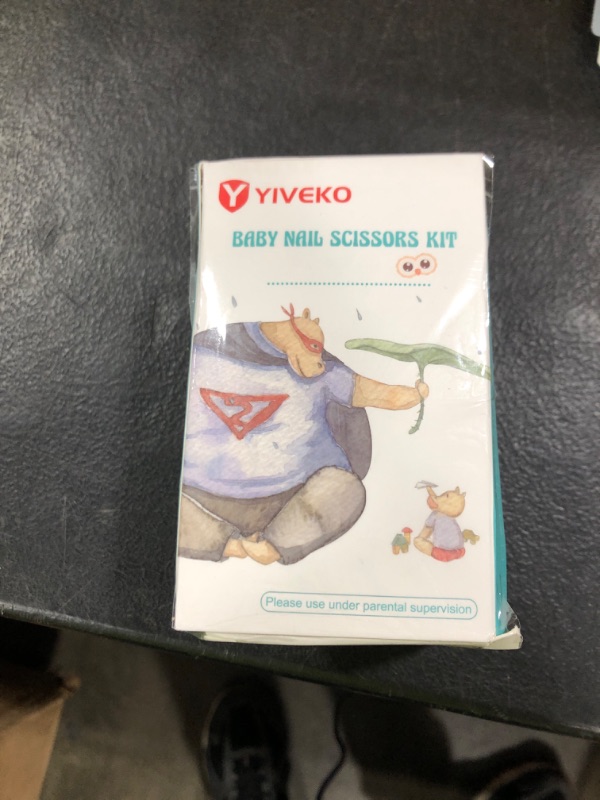 YIVEKO
BABY NAIL SCISSORS KIT
Please use under parental supervision